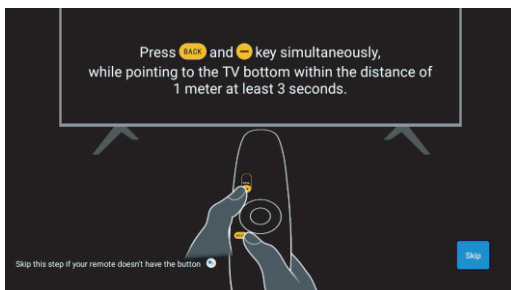 Press BACK and − key simultaneously,
while pointing to the TV bottom within the distance of
1 meter at least 3 seconds.
BACK
Skip this step if your remote doesn't have the button
Skip